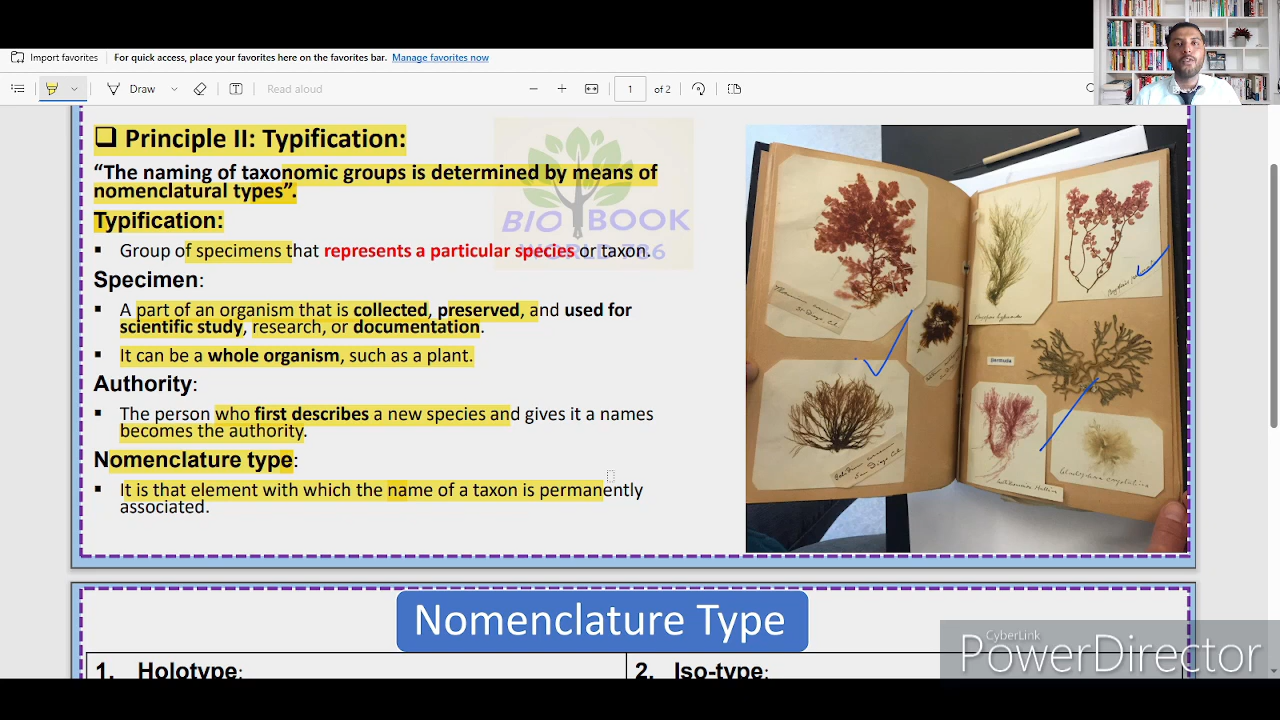 Import favorites
For quick access, place your favorites here on the favorites bar. Manage favorites now
Draw
Read aloud
1
of 2
❑ Principle II: Typification:
“The naming of taxonomic groups is determined by means of
nomenclatural types”.
Typification:
▪ Group of specimens that represents a particular species or taxon.
Specimen:
▪ A part of an organism that is collected, preserved, and used for
scientific study, research, or documentation.
▪ It can be a whole organism, such as a plant.
Authority:
▪ The person who first describes a new species and gives it a names
becomes the authority.
Nomenclature type:
▪ It is that element with which the name of a taxon is permanently
associated.
BIO BOOK
WORLD 786
Bermuda
Nomenclature Type
1. Holotype:
2. Iso-type:
CyberLink
PowerDirector